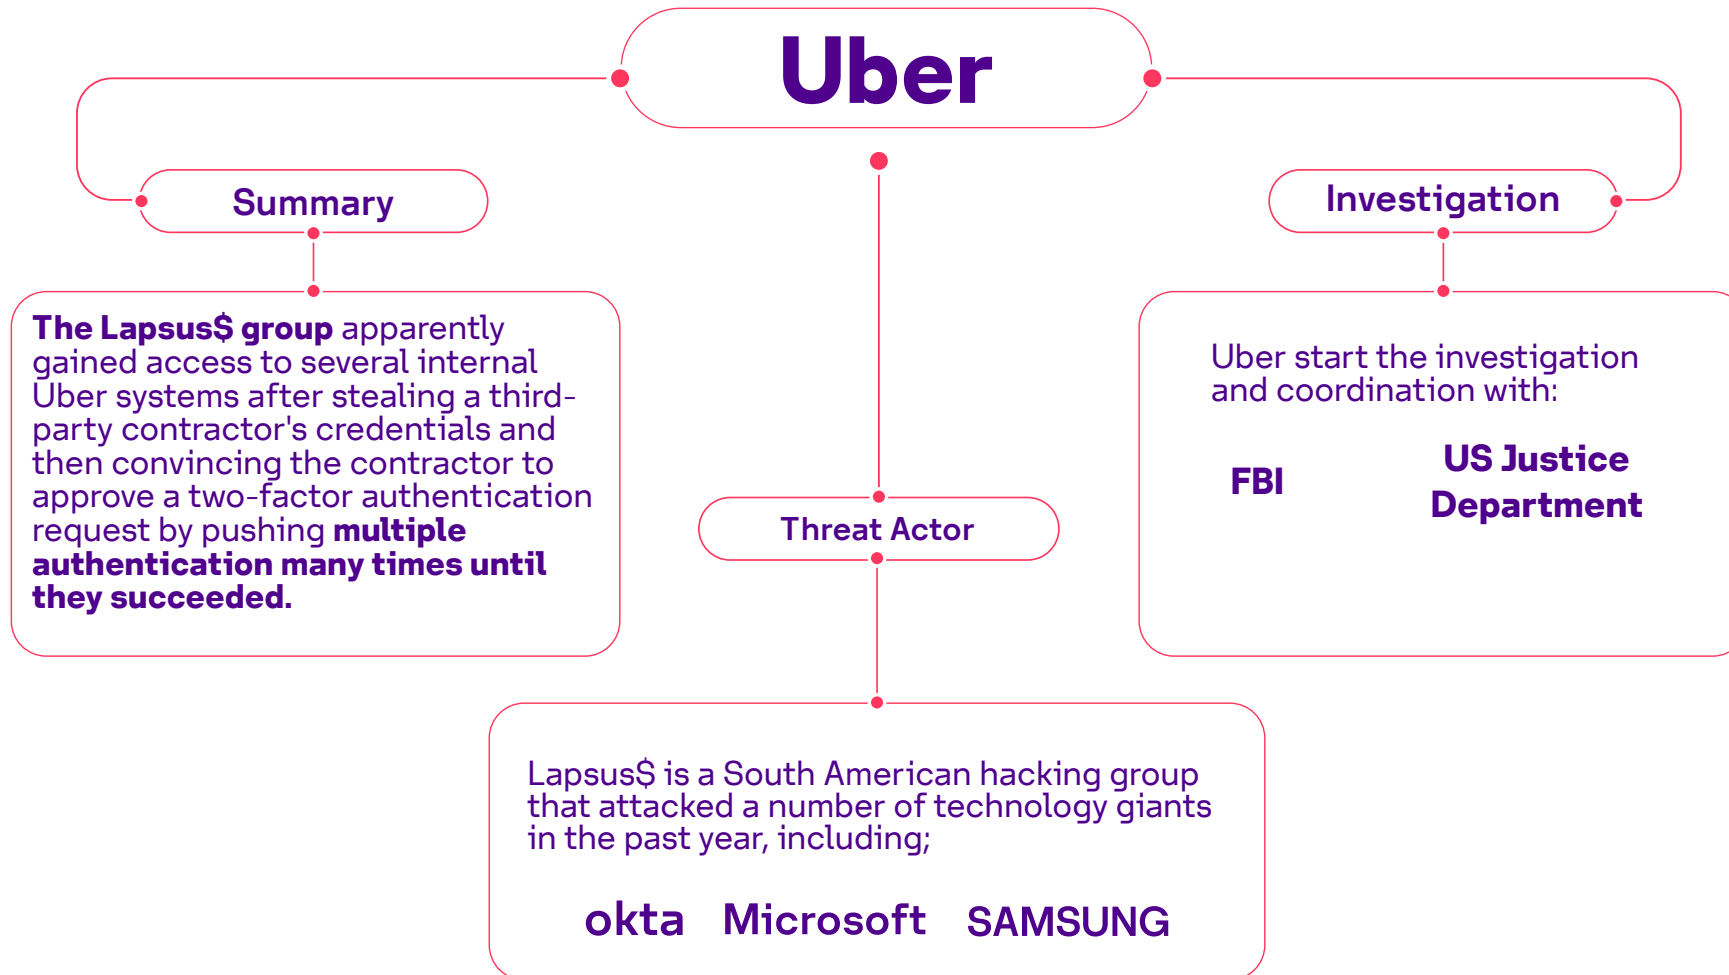 Uber
Summary
The Lapsus$ group apparently
gained access to several internal
Uber systems after stealing a third-
party contractor's credentials and
then convincing the contractor to
approve a two-factor authentication
request by pushing multiple
authentication many times until
they succeeded.
Threat Actor
Lapsus$ is a South American hacking group
that attacked a number of technology giants
in the past year, including;
okta Microsoft SAMSUNG
Investigation
Uber start the investigation
and coordination with:
FBI
US Justice
Department